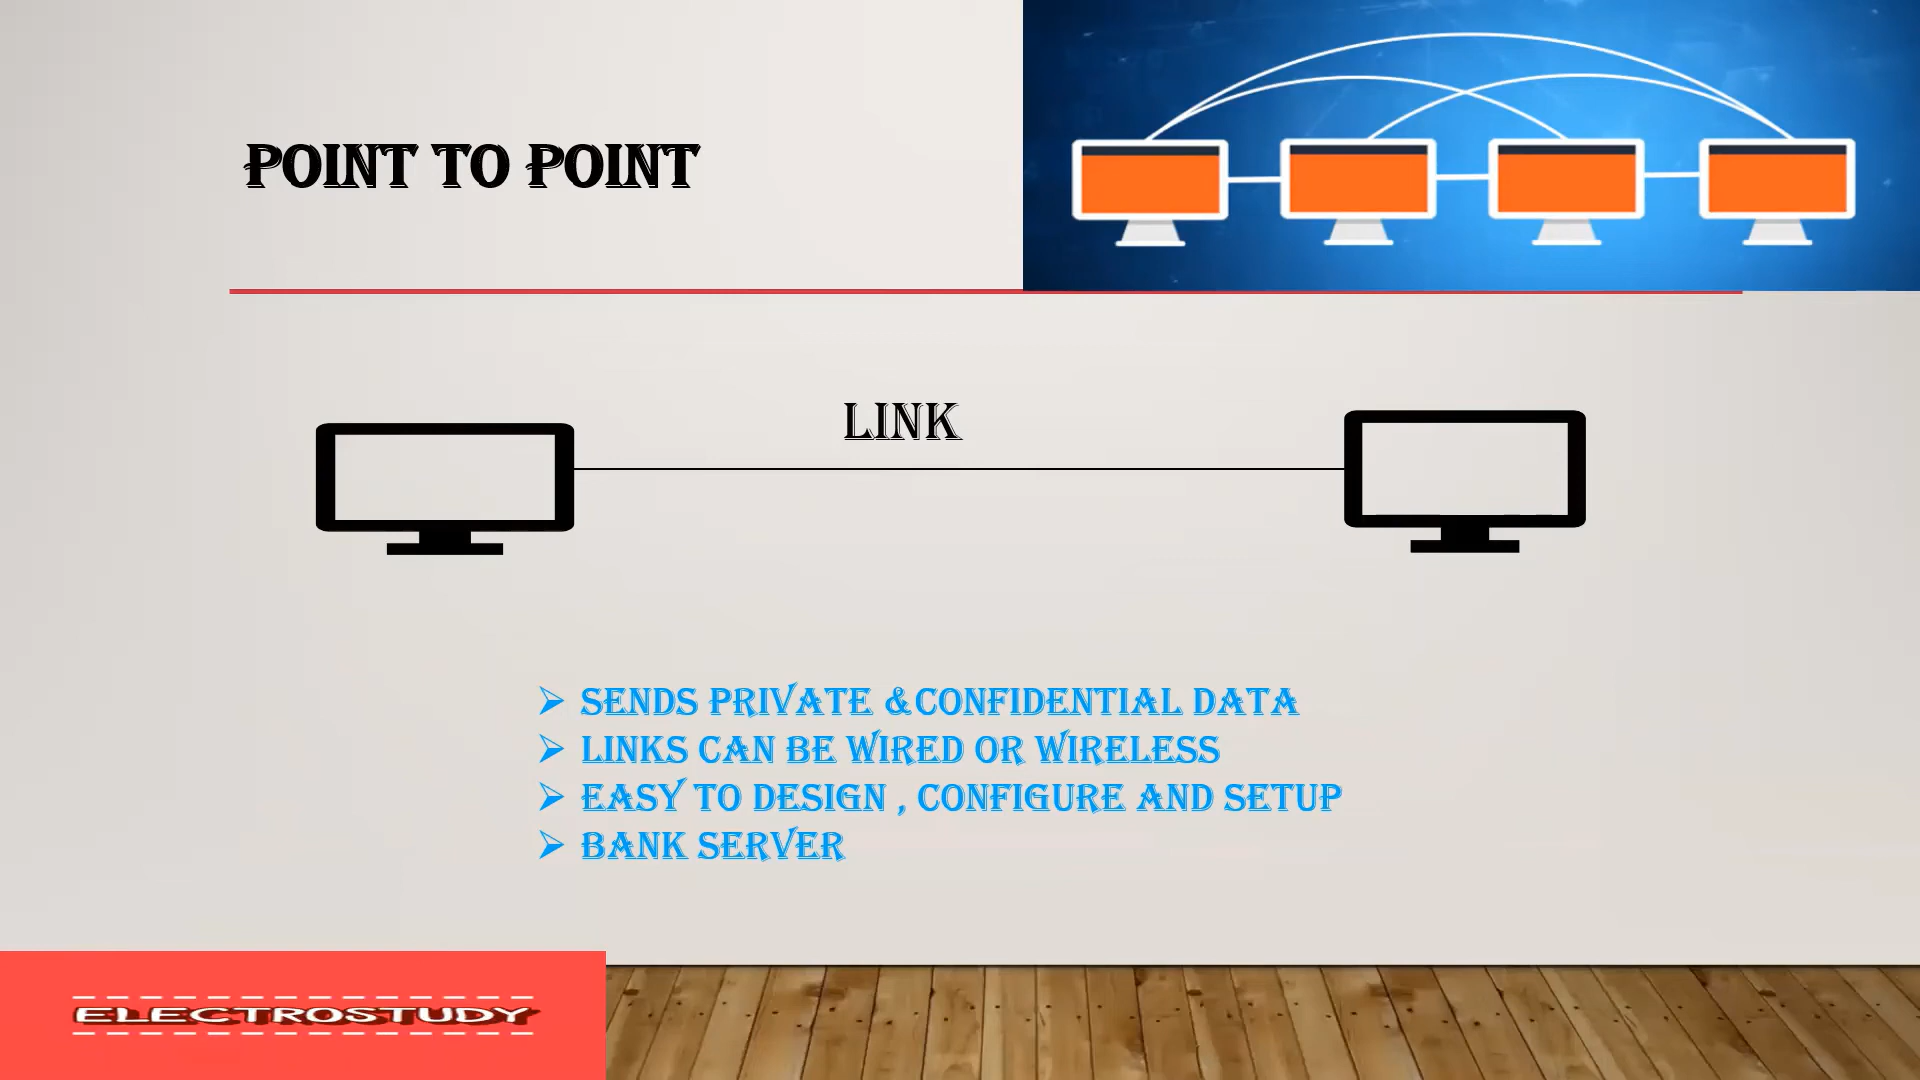 POINT TO POINT
LINK
SENDS PRIVATE &CONFIDENTIAL DATA
LINKS CAN BE WIRED OR WIRELESS
EASY TO DESIGN , CONFIGURE AND SETUP
BANK SERVER
ELECTROSTUDY